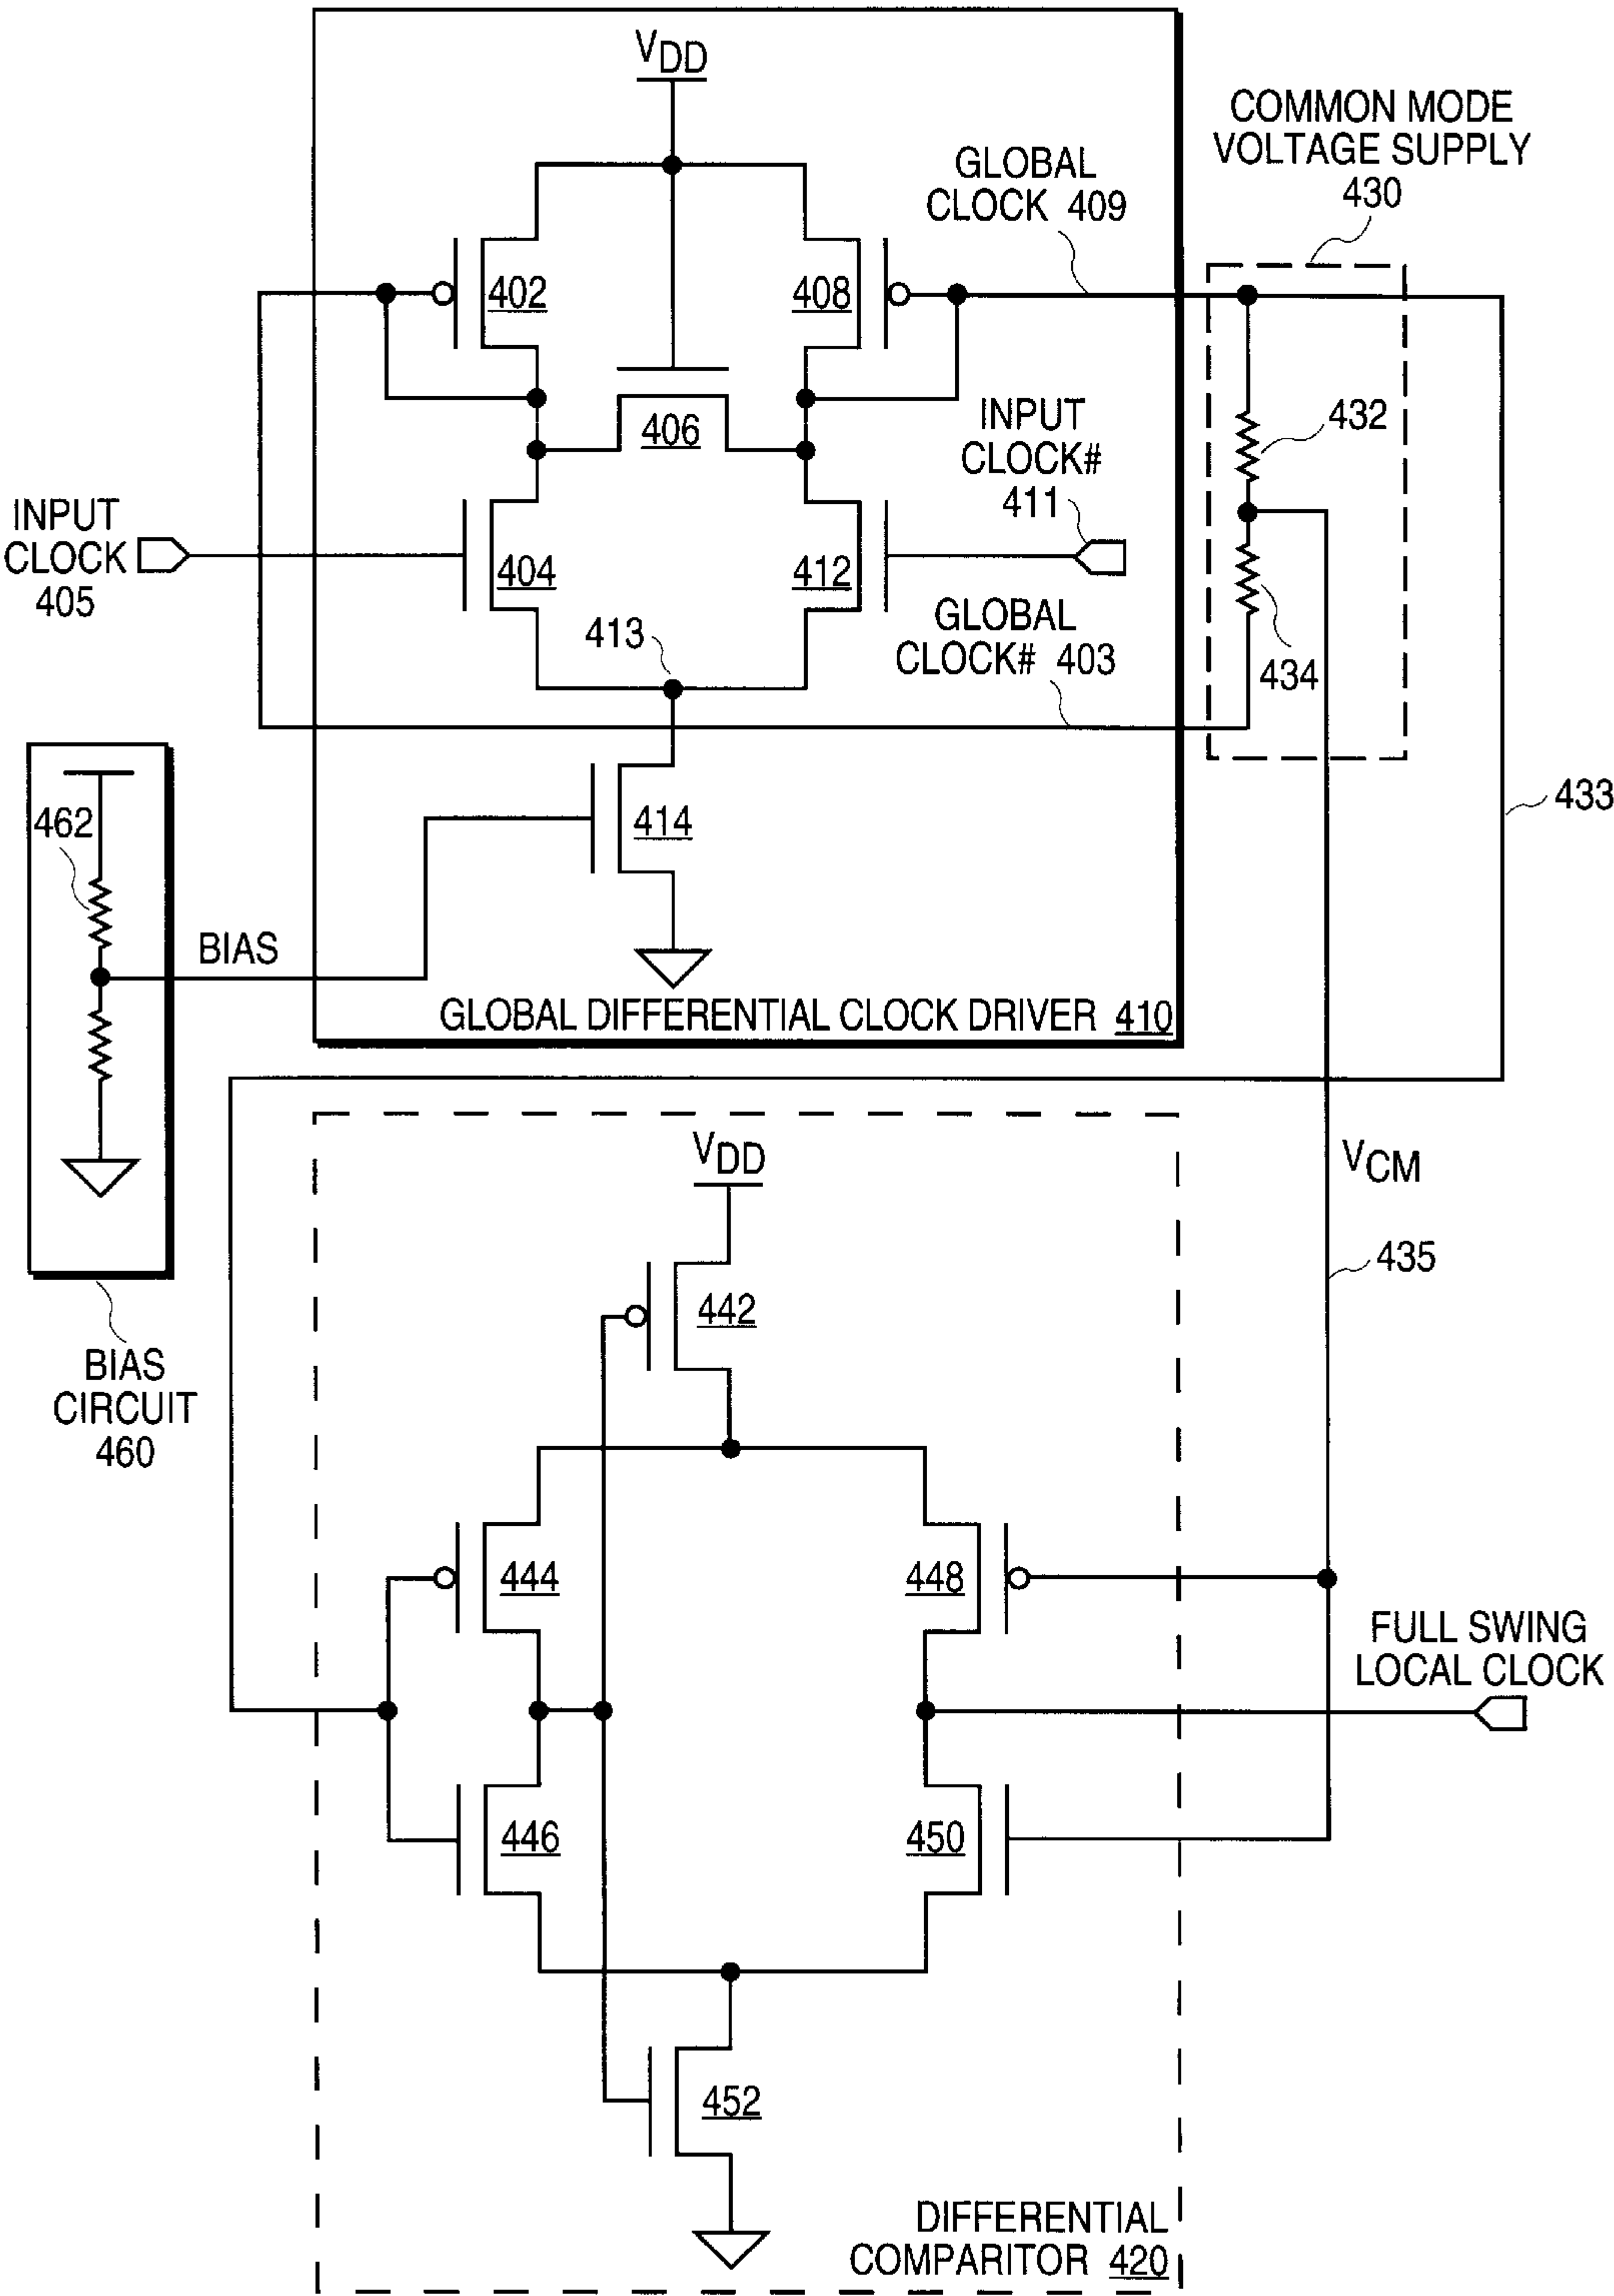 VDD
COMMON MODE
VOLTAGE SUPPLY
430
GLOBAL
CLOCK 409
402
408
406
INPUT
CLOCK#
411
432
INPUT
CLOCK
405
404
412
413
GLOBAL
CLOCK# 403
434
414
433
462
BIAS
GLOBAL DIFFERENTIAL CLOCK DRIVER 410
VDD
VCM
435
442
BIAS
CIRCUIT
460
444
448
FULL SWING
LOCAL CLOCK
446
450
452
DIFFERENTIAL
COMPARITOR 420